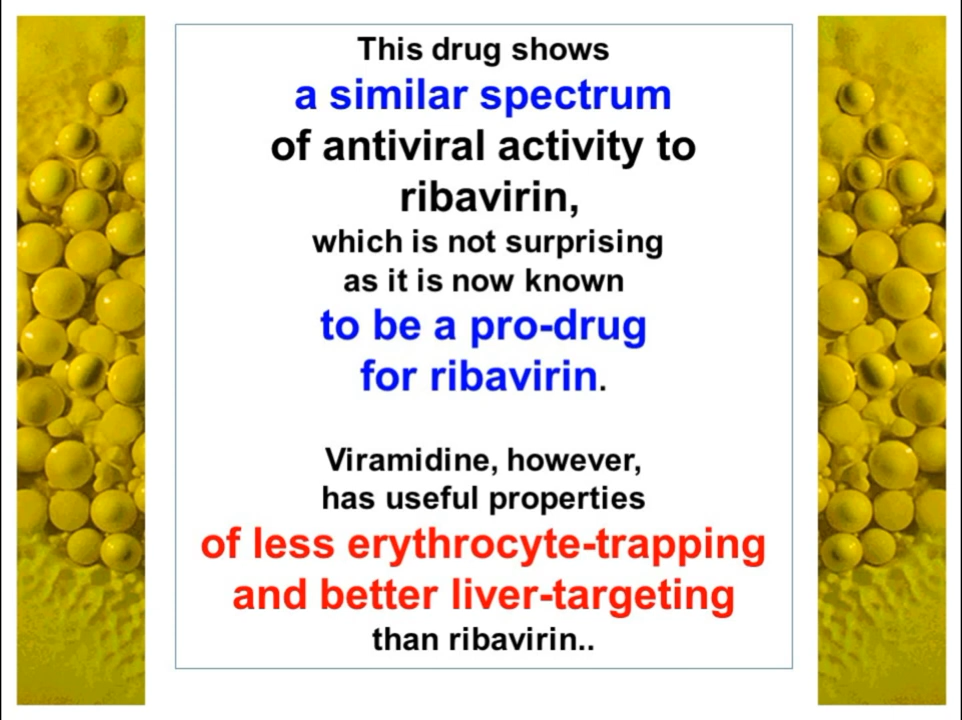 This drug shows
a similar spectrum
of antiviral activity to
ribavirin,
which is not surprising
as it is now known
to be a pro-drug
for ribavirin.
Viramidine, however,
has useful properties
of less erythrocyte-trapping
and better liver-targeting
than ribavirin..